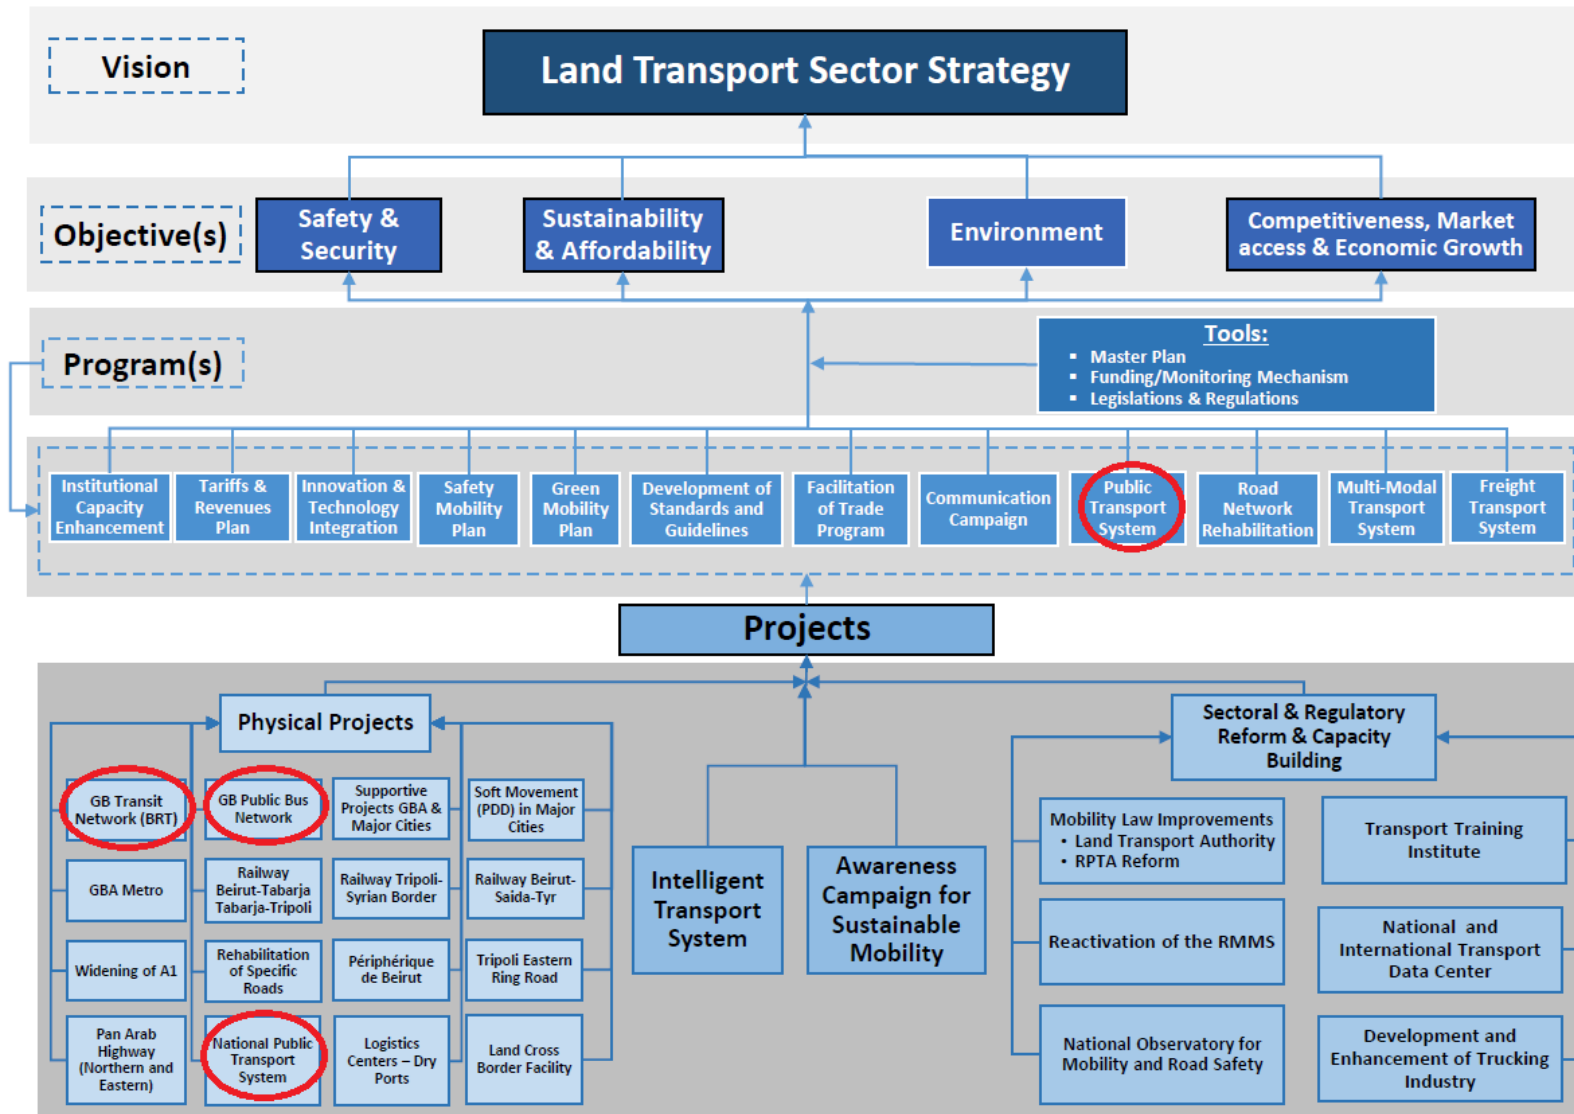 Vision
Land Transport Sector Strategy
Objective(s)
Safety &
Security
Sustainability
& Affordability
Environment
Competitiveness, Market
access & Economic Growth
Program(s)
Tools:
▪ Master Plan
▪ Funding/Monitoring Mechanism
▪ Legislations & Regulations
Institutional
Capacity
Enhancement
Tariffs &
Revenues
Plan
Innovation &
Technology
Integration
Safety
Mobility
Plan
Green
Mobility
Plan
Development of
Standards and
Guidelines
Facilitation
of Trade
Program
Communication
Campaign
Public
Transport
System
Road
Network
Rehabilitation
Multi-Modal
Transport
System
Freight
Transport
System
Projects
Physical Projects
GB Transit
Network (BRT)
GB Public Bus
Network
Supportive
Projects GBA &
Major Cities
Soft Movement
(PDD) in Major
Cities
GBA Metro
Railway
Beirut-Tabarja
Tabarja-Tripoli
Railway Tripoli-
Syrian Border
Railway Beirut-
Saida-Tyr
Widening of A1
Rehabilitation
of Specific
Roads
Périphérique
de Beirut
Tripoli Eastern
Ring Road
Pan Arab
Highway
(Northern and
Eastern)
National Public
Transport
System
Logistics
Centers – Dry
Ports
Land Cross
Border Facility
Intelligent
Transport
System
Awareness
Campaign for
Sustainable
Mobility
Sectoral & Regulatory
Reform & Capacity
Building
Mobility Law Improvements
• Land Transport Authority
• RPTA Reform
Transport Training
Institute
Reactivation of the RMMS
National and
International Transport
Data Center
National Observatory for
Mobility and Road Safety
Development and
Enhancement of Trucking
Industry